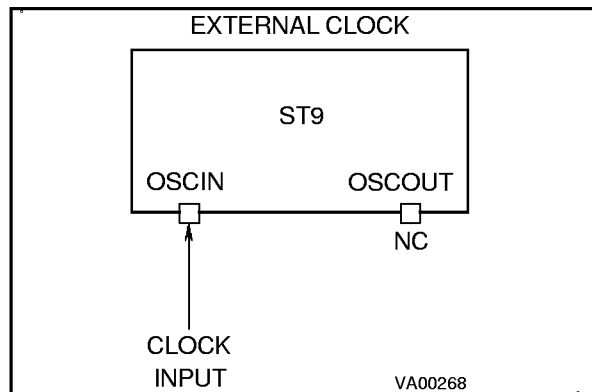 EXTERNAL CLOCK
ST9
OSCIN OSCOUT
NC
CLOCK
INPUT
VA00268